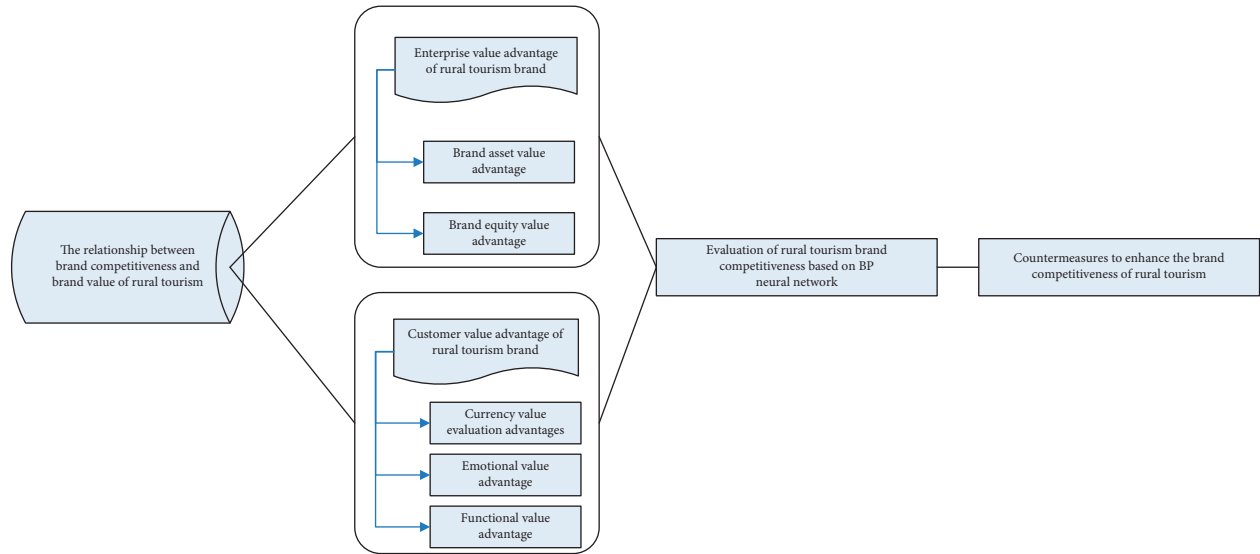 The relationship between
brand competitiveness and
brand value of rural tourism
Enterprise value advantage
of rural tourism brand
Brand asset value
advantage
Brand equity value
advantage
Customer value advantage of
rural tourism brand
Currency value
evaluation advantages
Emotional value
advantage
Functional value
advantage
Evaluation of rural tourism brand
competitiveness based on BP
neural network
Countermeasures to enhance the brand
competitiveness of rural tourism